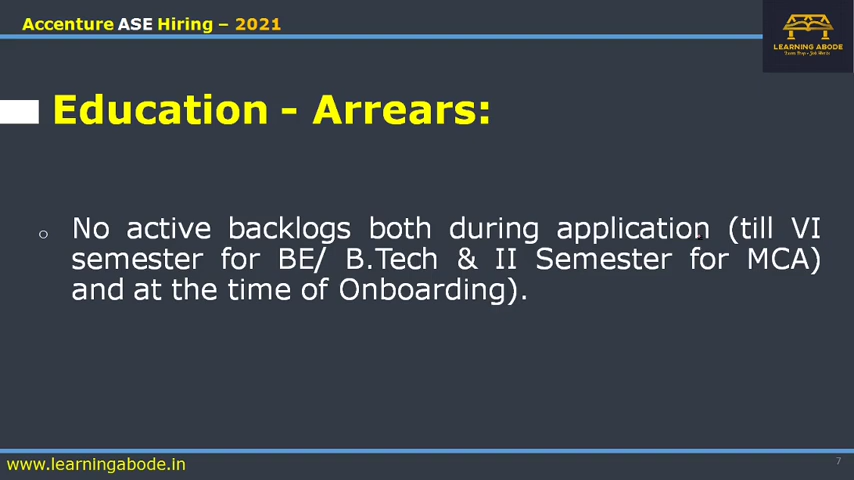 Accenture ASE Hiring – 2021
LEARNING ABODE
Education - Arrears:
No active backlogs both during application (till VI
semester for BE/ B.Tech & II Semester for MCA)
and at the time of Onboarding).
www.learningabode.in
7